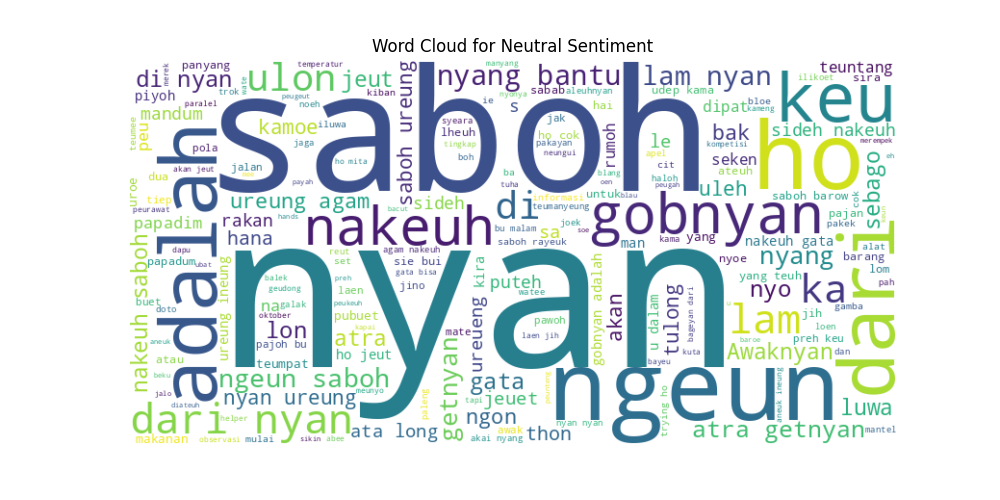 Word Cloud for Neutral Sentiment
saboh
nyan
ngeun
ho
keu
dari
adalah
nakeuh
gobnyan
di
ka
lam
ulon
jeut
nyang bantu
lam nyan
teuntang
sira
ilikoet
panyang
temperatur
di nyan
piyoh
trok
mandum
peu
pola
jalan
kamoe
iluwa
jaga
noeh
kiban
saboh ureung
manyang
sabab
aleuhnyan
udep kama
s
hai
ie
syeara
lheuh
tingkap
boh
jak
ho cok
pakayan
neungui
rumoh
le
apel
cit
haloh
peugah
dipat
bloe
kameng
bak
kompetisi
seken
ateuh
uleh
sideh nakeuh
merempek
sebago
cok
saboh barow
pajan
pakek
paralel
peugeut
akan jeut
dua
tiep
uroe
peurawat
papadim
papadum
rakan
hana
ureung agam
ho mita
payah
sideh
bacut
tuha
ba
oen
blang
informasi
untuk
teumanyeung
bu malam
sa
joek
soe
saboh rayeuk
man
kama
yang
nakeuh gata
nyoe
nyang
alat
barang
lom
pah
yang teuh
nyo
gamba
jih
loen
preh keu
dan
baroe
Awaknyan
luwa
mantel
atra getnyan
dapu
ubat
buet
doto
nakeuh saboh
aneuk
atau
beku
jalo
diateuh
ureung ineung
balek
geudong
na
galak
lon
pajoh bu
teumpat
reut
set
preh
laen
peukeuh
pubuet
atra
kapai
ho jeut
agam nakeuh
sie bui
gata bisa
jino
kira
puteh
watee
pawoh
laen jih
mate
ureueng
gobnyan adalah
akan
u dalam
tulong
bageyan dari
kuta
bayeu
ngeun saboh
nyan ureung
meunyo
gata
jeuet
ngon
tapi
awak
akai nyang
thon
nyan nyan
getnyan
palang
ata long
dari nyan
helper
makanan
observasi
mulai
sikin
abee
trying ho
aneuk ineung
hands